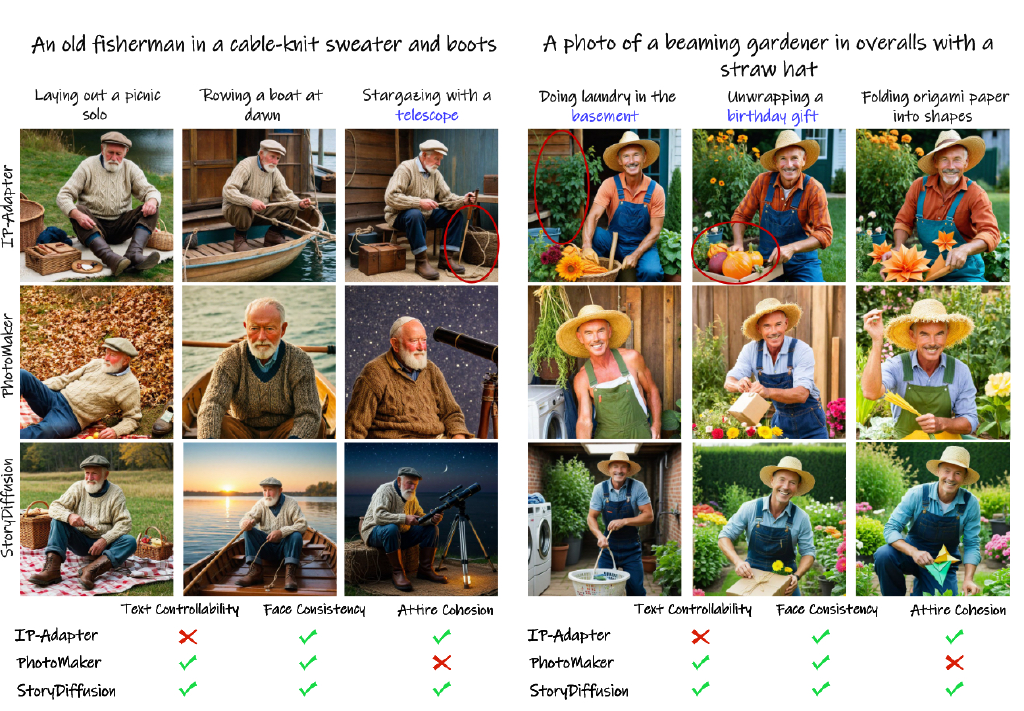 An old fisherman in a cable-knit sweater and boots
Laying out a picnic
solo
Rowing a boat at
dawn
Stargazing with a
telescope
A photo of a beaming gardener in overalls with a
straw hat
Doing laundry in the
basement
Unwrapping a
birthday gift
Folding origami paper
into shapes
IP-Adapter
PhotoMaker
StoryDiffusion
Text Controllability Face Consistency Attire Cohesion
IP-Adapter
PhotoMaker
StoryDiffusion
Text Controllability Face Consistency Attire Cohesion
IP-Adapter
PhotoMaker
StoryDiffusion